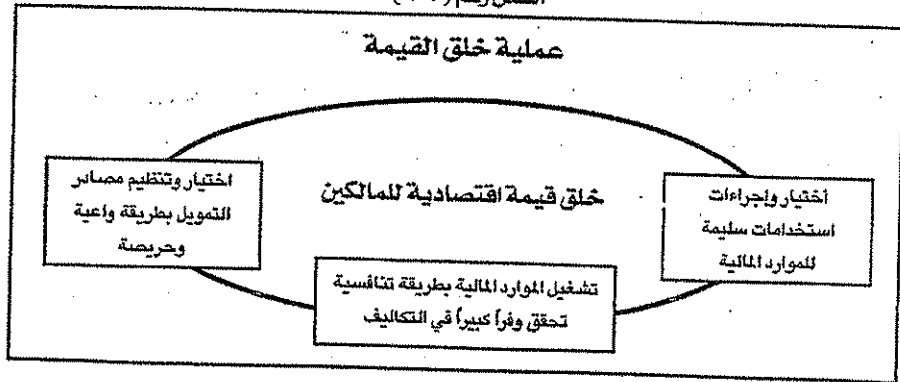 عملية خلق القيمة
أختيار وإجراءات
استخدامات سليمة
للموارد المالية
خلق قيمة اقتصادية للمالكين
اختيار وتنظيم مصادر
التمويل بطريقة واعية
وحريصة
تشغيل الموارد المالية بطريقة تنافسية
تحقق وفراً كبيراً في التكاليف